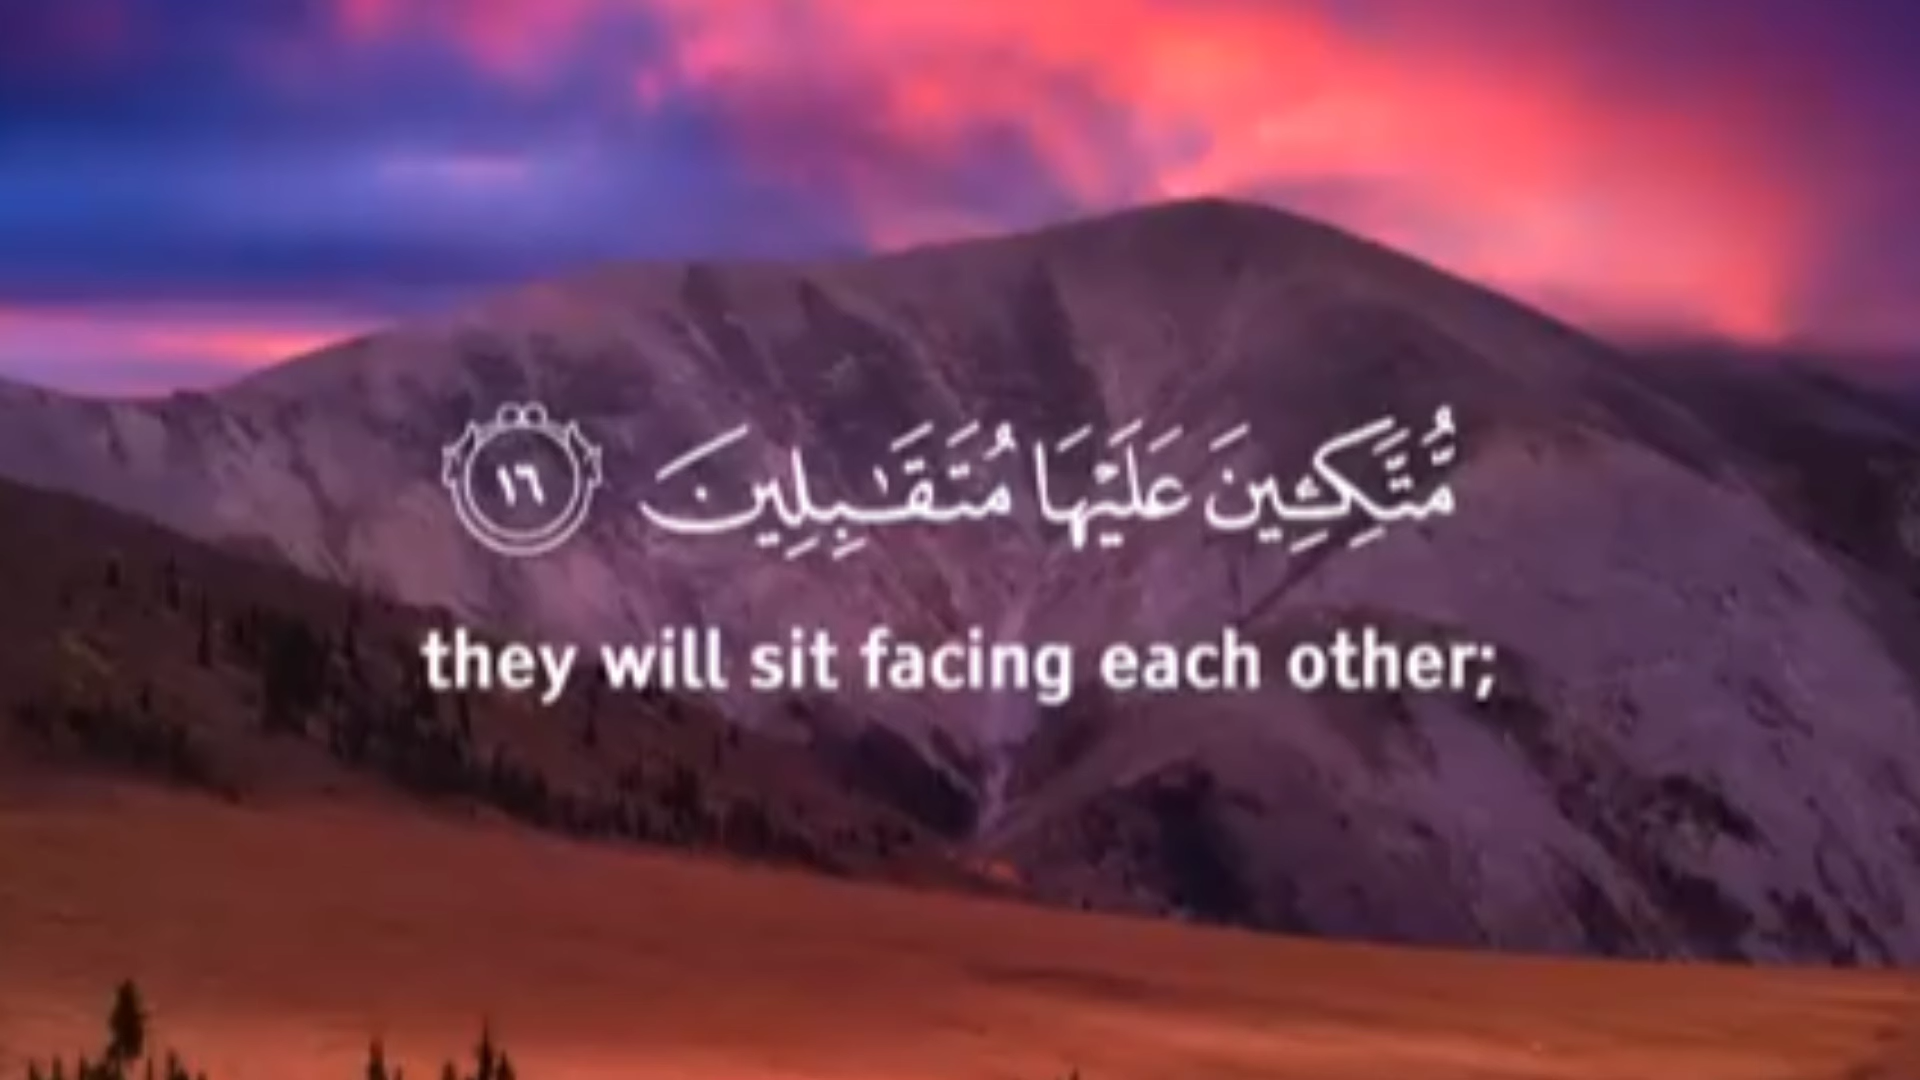 مُّتَّكِـِٔينَ عَلَيۡهَا مُتَقَٰبِلِينَ ١٦
they will sit facing each other;